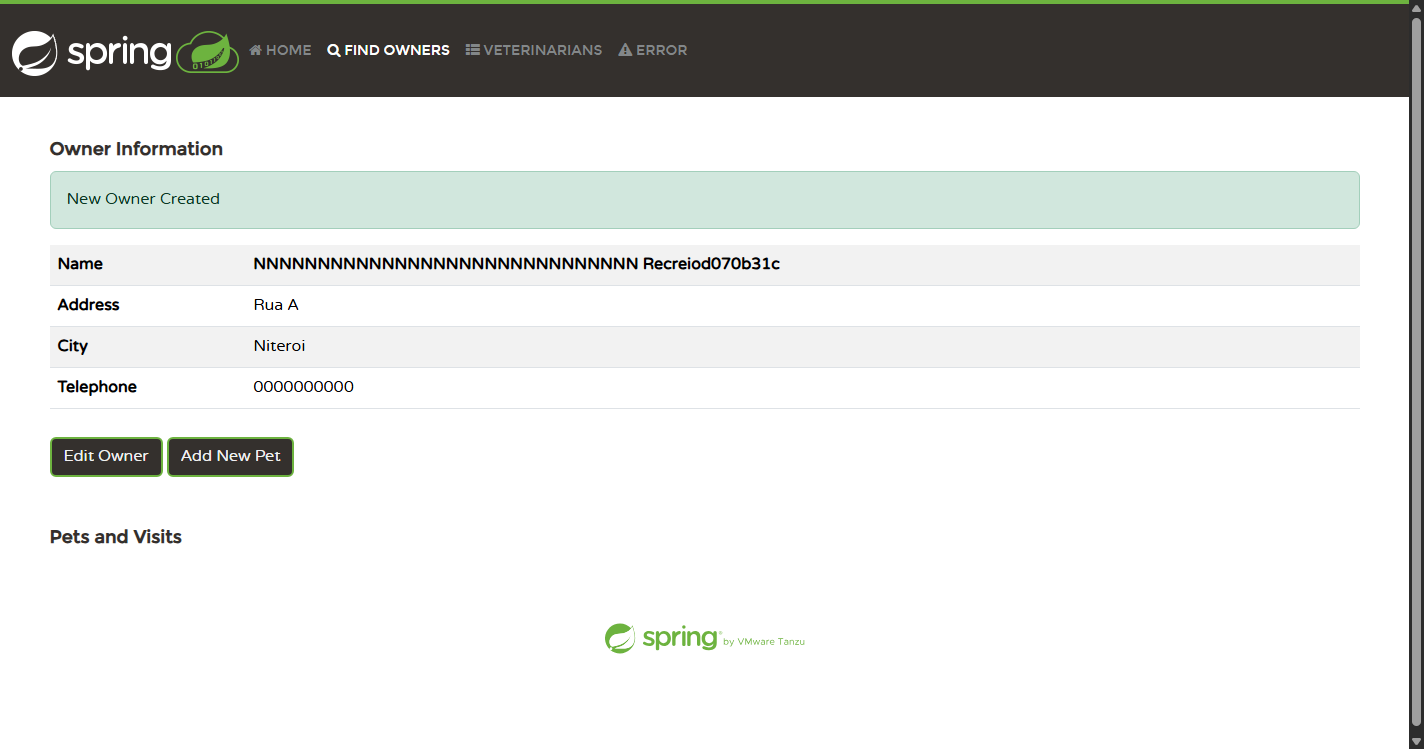 spring
HOME FIND OWNERS VETERINARIANS ERROR
Owner Information
New Owner Created
Name NNNNNNNNNNNNNNNNNNNNNNNNNNNNNN Recreiod070b31c
Address Rua A
City Niteroi
Telephone 0000000000
Edit Owner Add New Pet
Pets and Visits
spring by VMware Tanzu